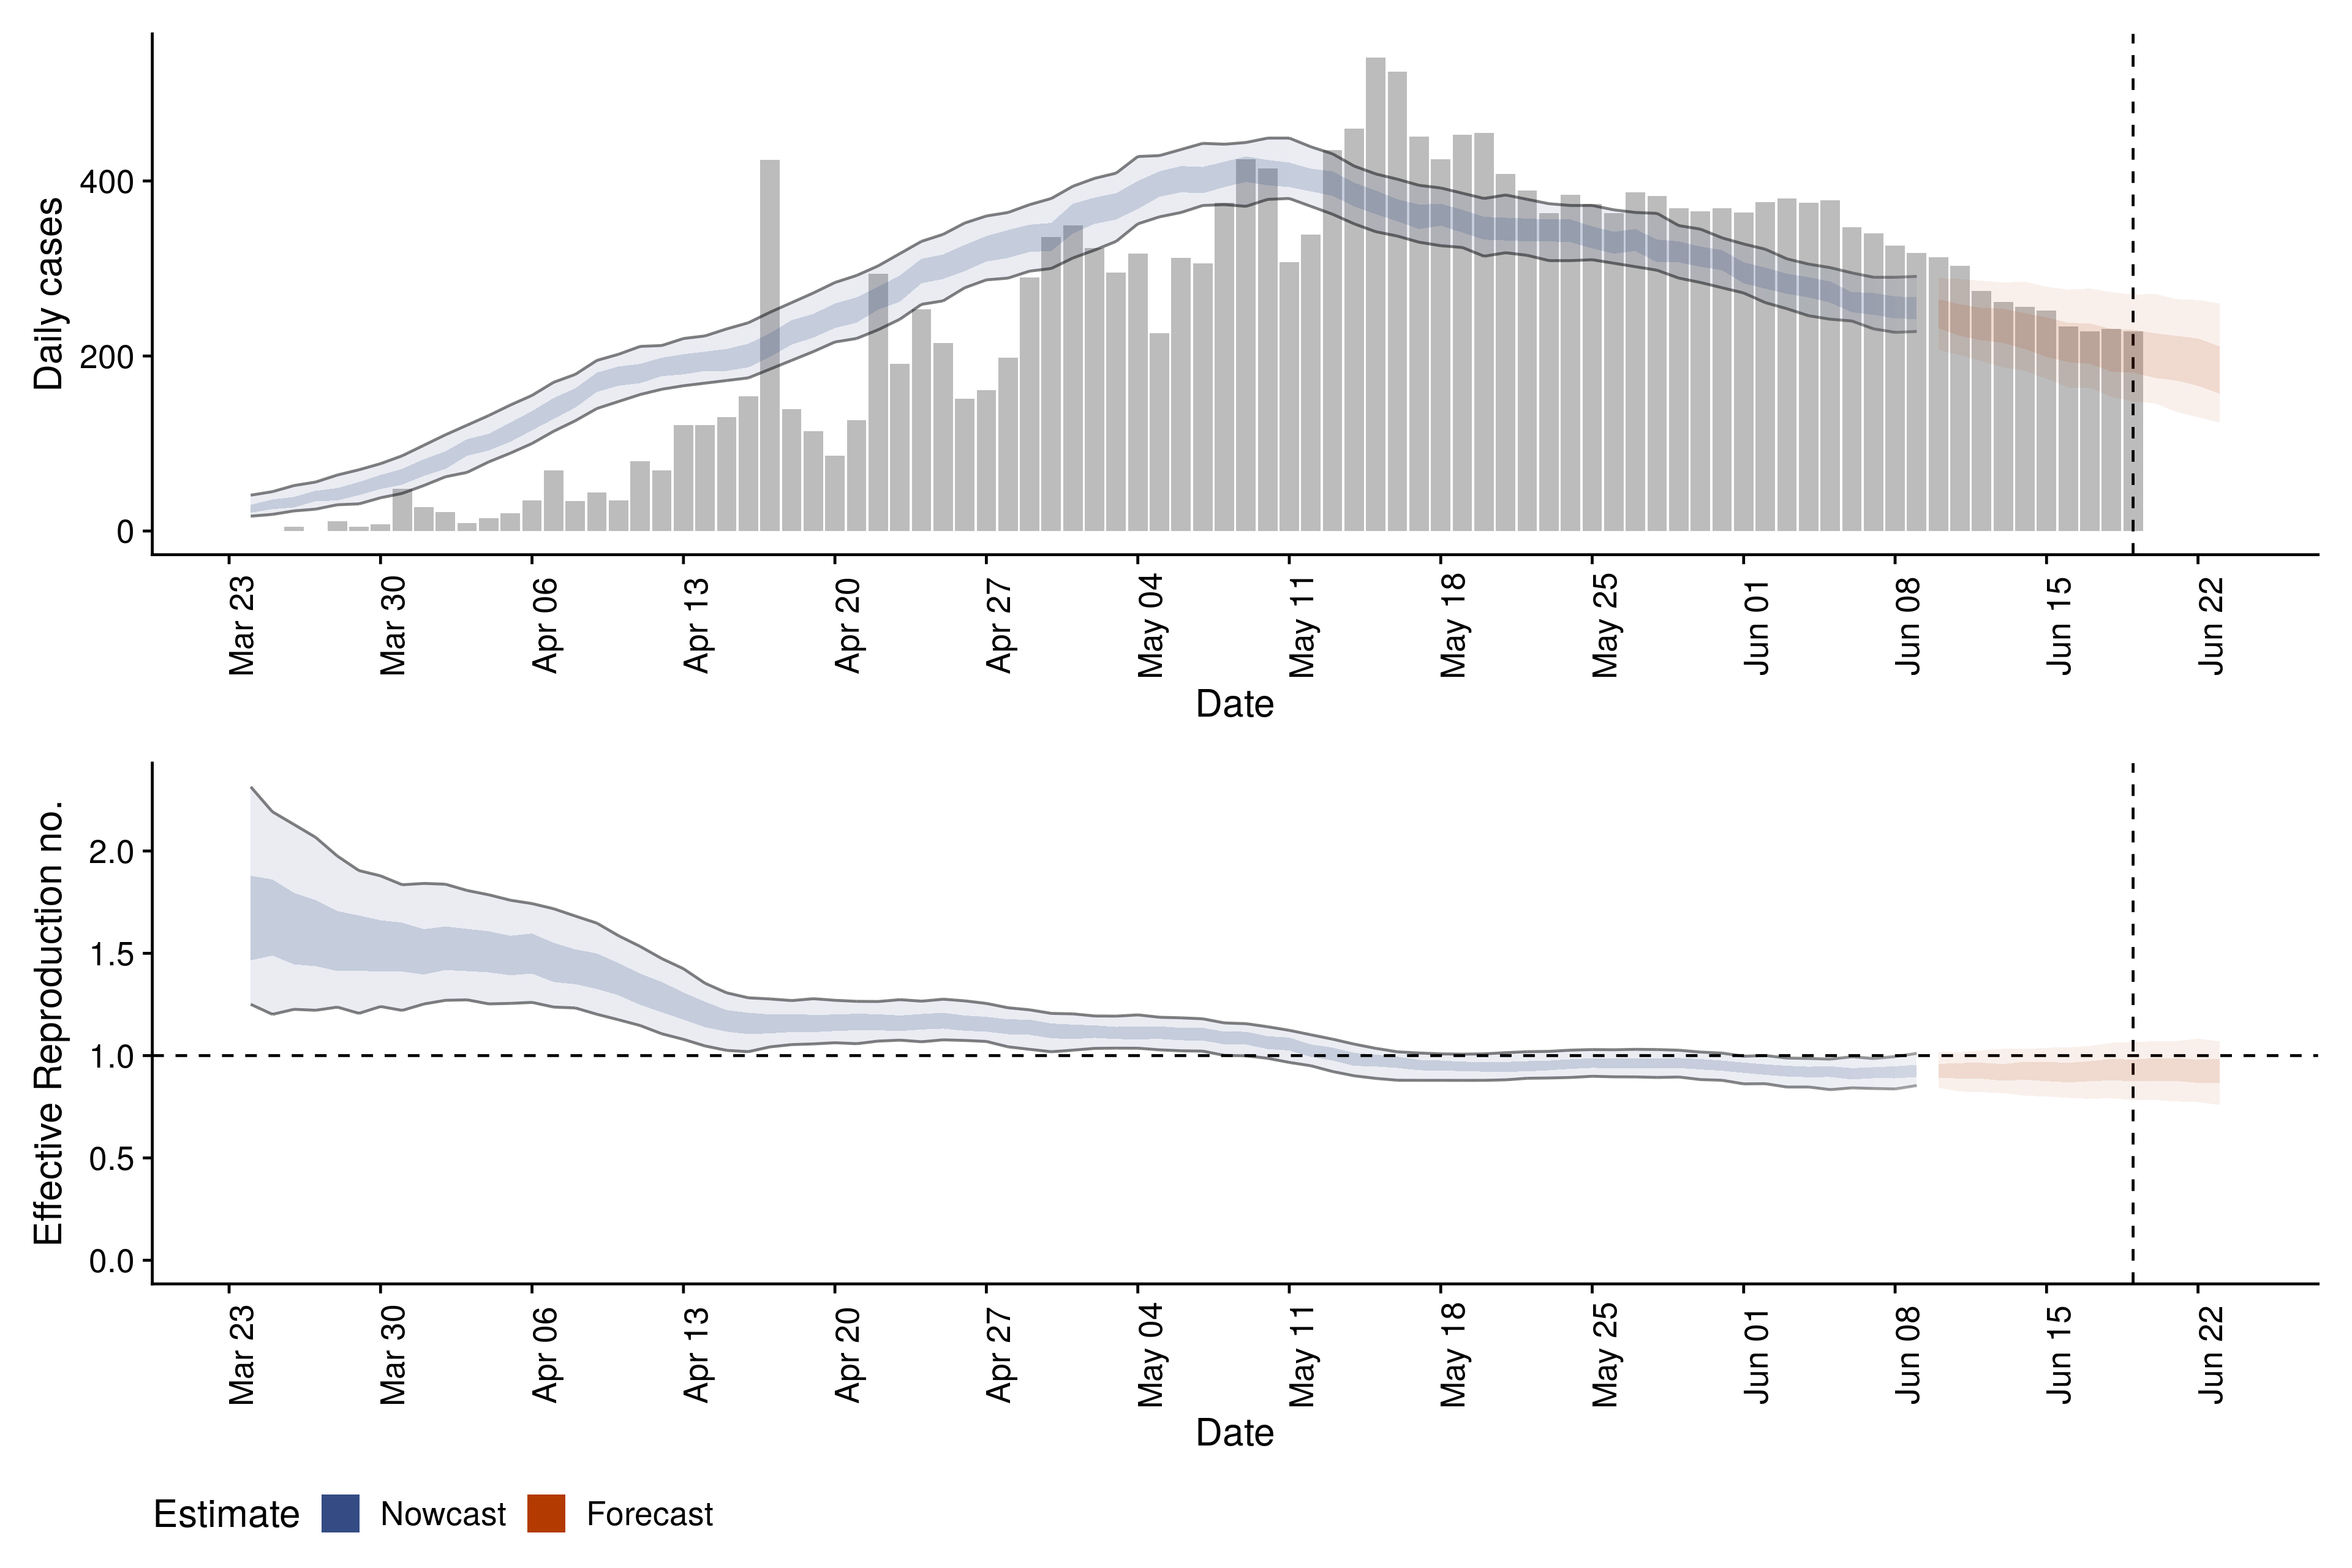 Daily cases
400
200
0
Mar 23
Mar 30
Apr 06
Apr 13
Apr 20
Apr 27
May 04
May 11
May 18
May 25
Jun 01
Jun 08
Jun 15
Jun 22
Date
Effective Reproduction no.
2.0
1.5
1.0
0.5
0.0
Mar 23
Mar 30
Apr 06
Apr 13
Apr 20
Apr 27
May 04
May 11
May 18
May 25
Jun 01
Jun 08
Jun 15
Jun 22
Date
Estimate Nowcast Forecast